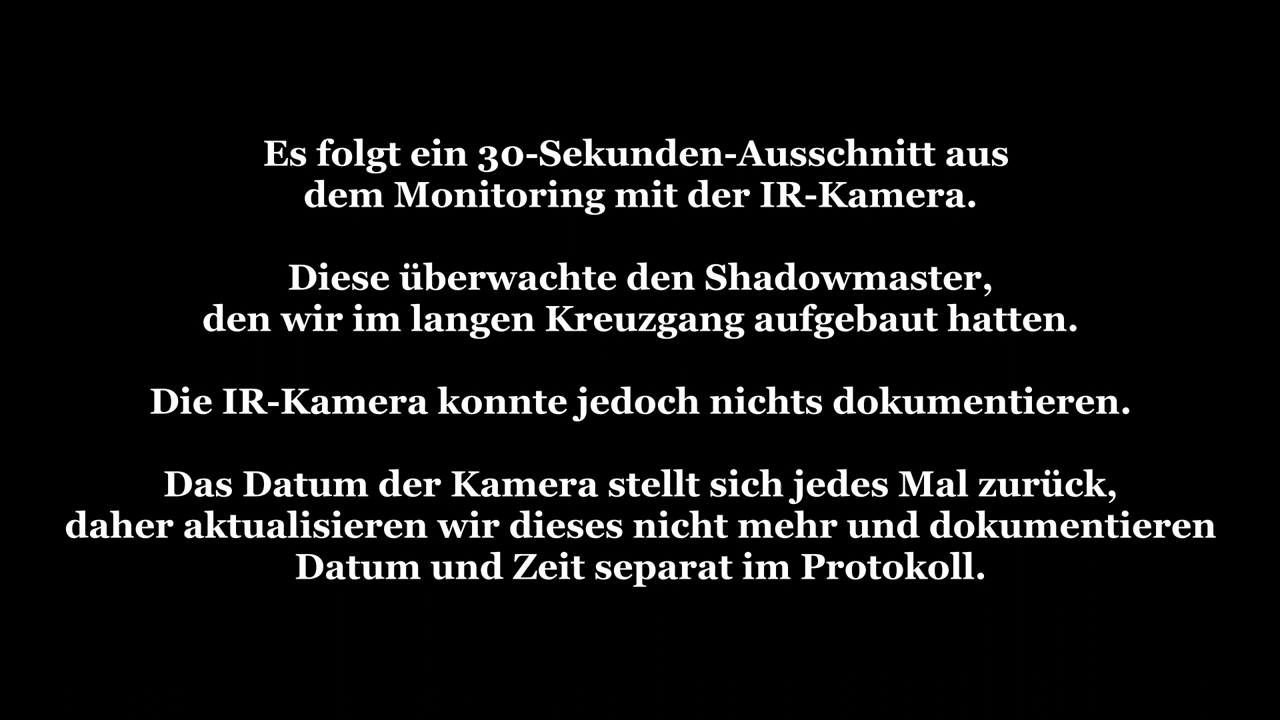 Es folgt ein 30-Sekunden-Ausschnitt aus
dem Monitoring mit der IR-Kamera.
Diese überwachte den Shadowmaster,
den wir im langen Kreuzgang aufgebaut hatten.
Die IR-Kamera konnte jedoch nichts dokumentieren.
Das Datum der Kamera stellt sich jedes Mal zurück,
daher aktualisieren wir dieses nicht mehr und dokumentieren
Datum und Zeit separat im Protokoll.